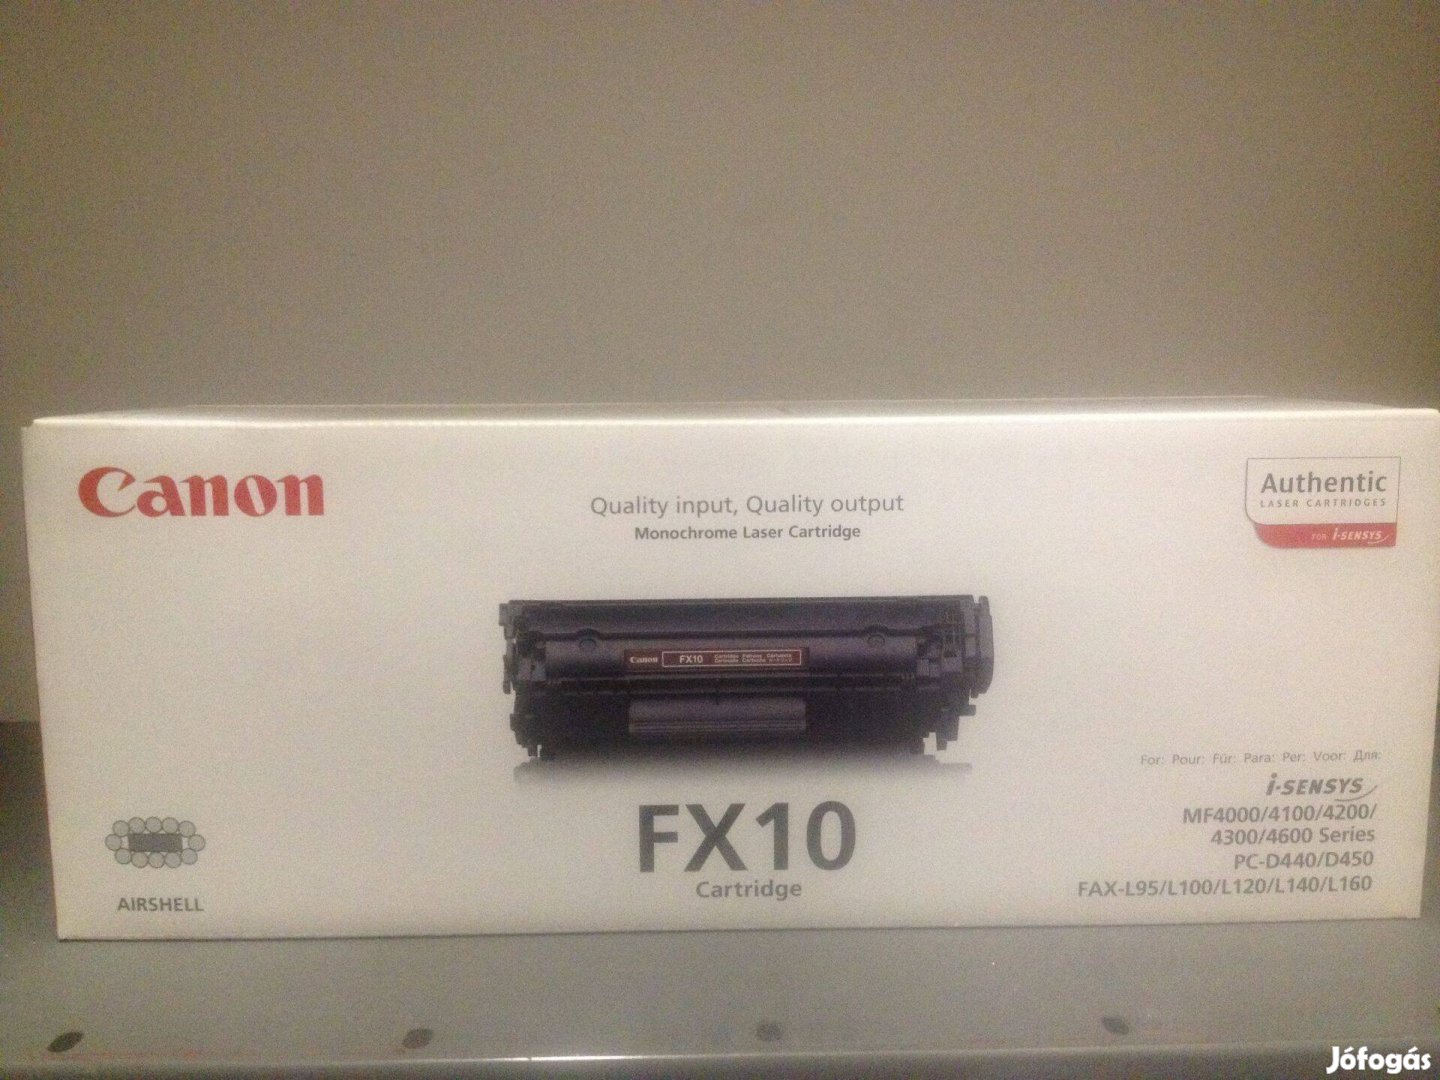 Canon
Quality input, Quality output
Monochrome Laser Cartridge
Authentic
LASER CARTRIDGES
FOR i-SENSYS
Canon FX10
FX10
Cartridge
AIRSHELL
For: Pour: Für: Para: Per: Voor: Для:
i-SENSYS
MF4000/4100/4200/
4300/4600 Series
PC-D440/D450
FAX-L95/L100/L120/L140/L160
Jófogás